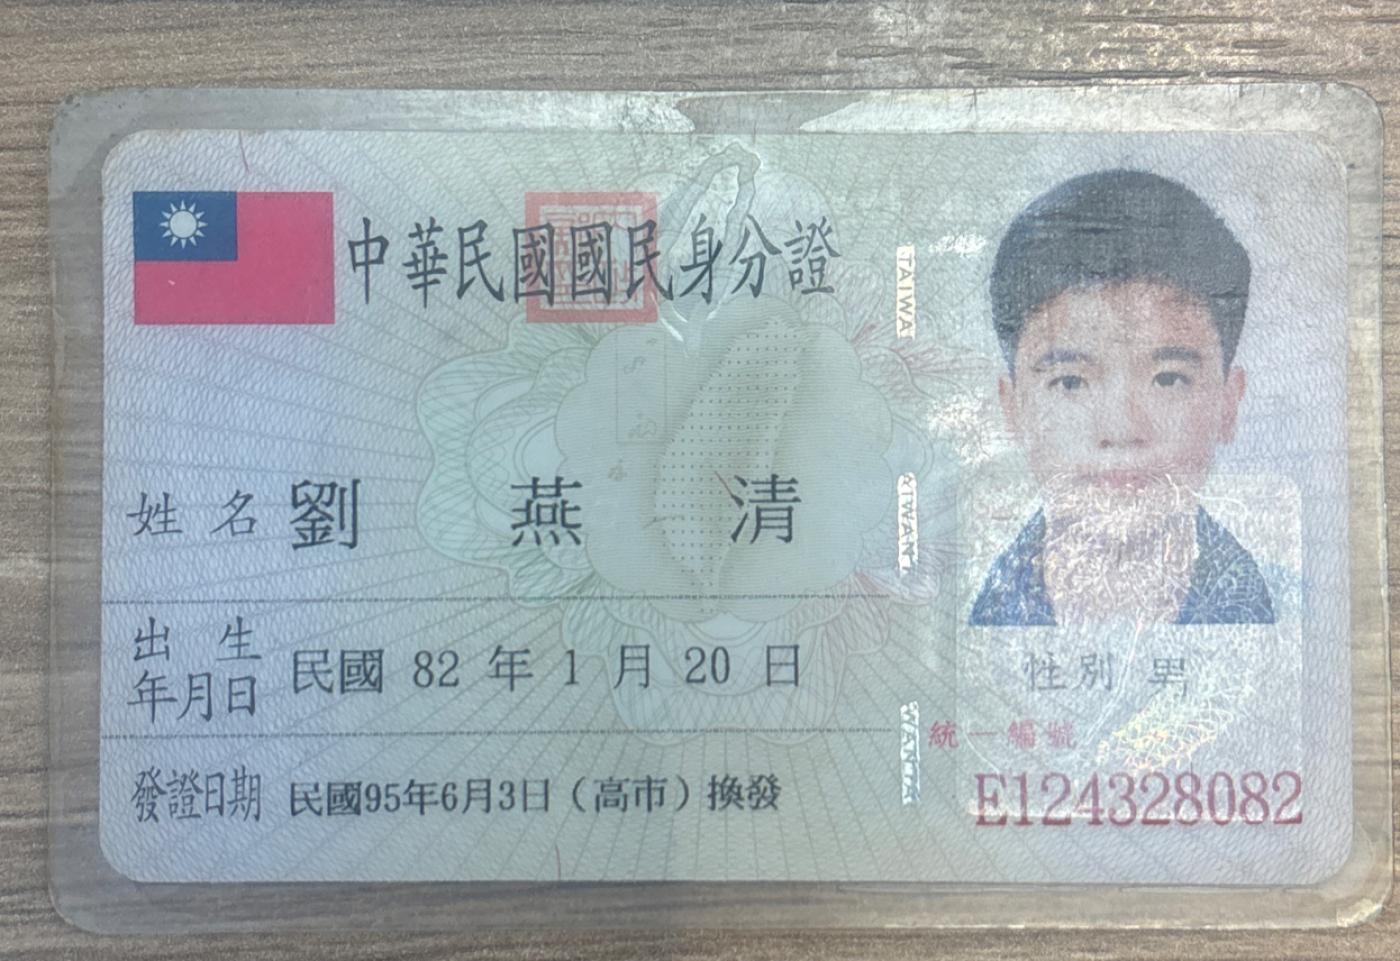 中華民國國民身分證
TAIWA
姓名 劉燕清
TAIWAN
出生年月日 民國 82 年 1 月 20 日
性別 男
統一編號
發證日期 民國95年6月3日（高市）換發
E124328082